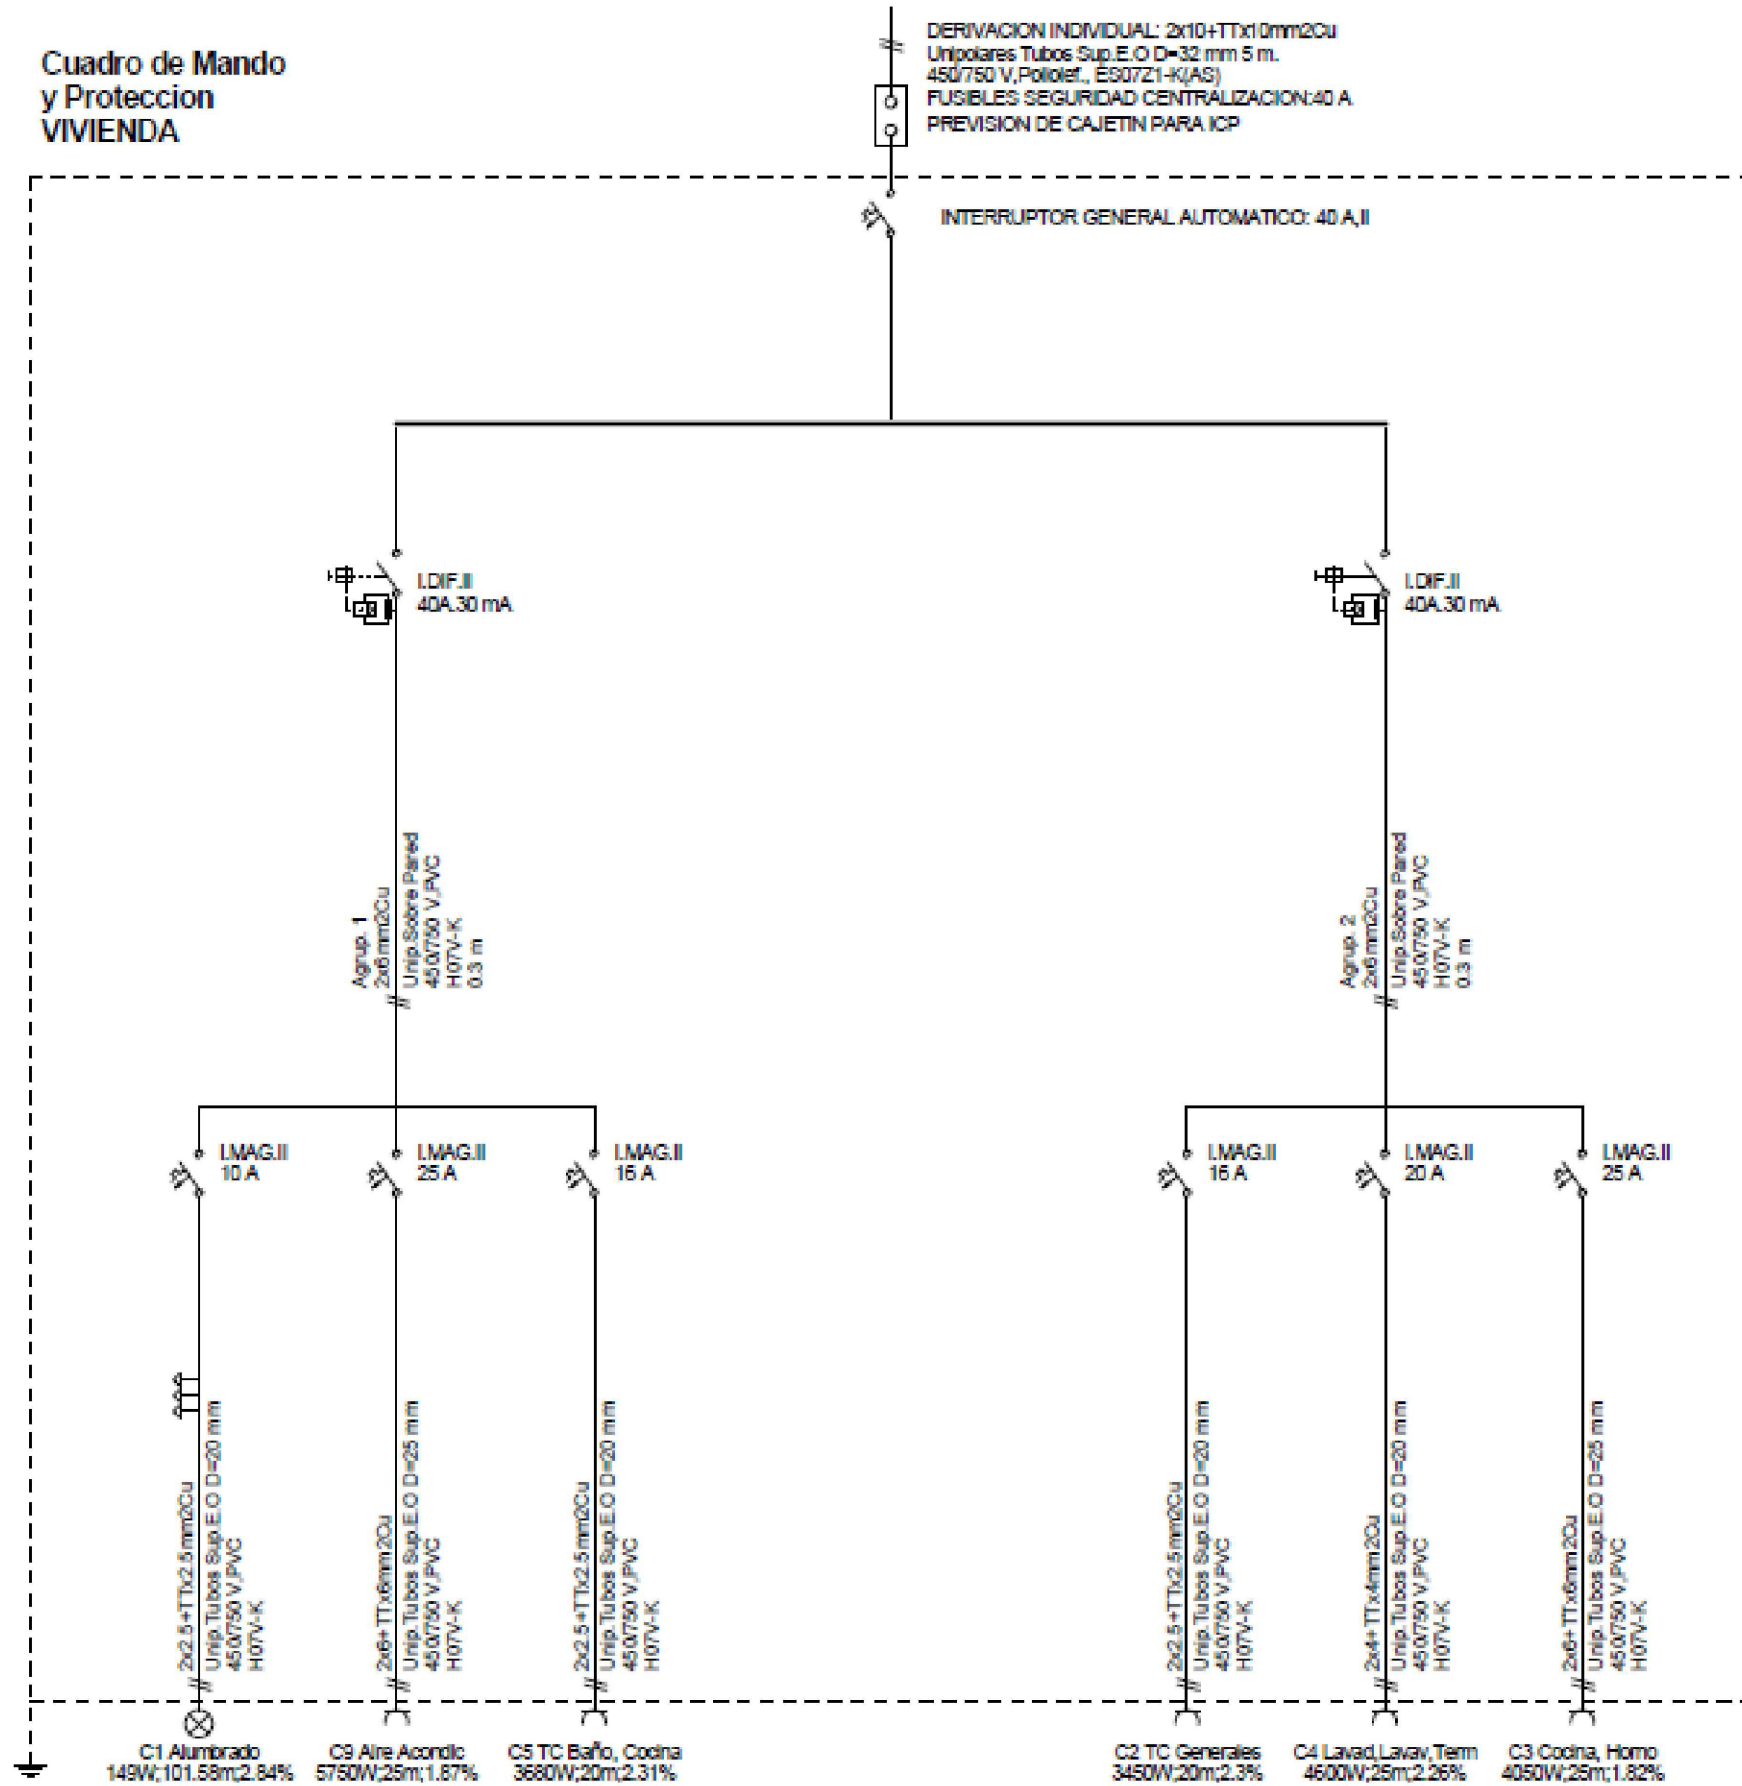 Cuadro de Mando
y Proteccion
VIVIENDA
DERIVACION INDIVIDUAL: 2x10+TTx10mm2Cu
Unipolares Tubos Sup.E.O D=32 mm 5 m.
450/750 V,Poliolef., ES07Z1-K(AS)
FUSIBLES SEGURIDAD CENTRALIZACION:40 A
PREVISION DE CAJETIN PARA ICP
INTERRUPTOR GENERAL AUTOMATICO: 40 A,II
I.DIF.II
40A.30 mA
I.DIF.II
40A.30 mA
Agrup. 1
2x6mm2Cu
Unip.Sobre Pared
450/750 V,PVC
H07V-K
0.3 m
Agrup. 2
2x6mm2Cu
Unip.Sobre Pared
450/750 V,PVC
H07V-K
0.3 m
I.MAG.II
10 A
I.MAG.II
25 A
I.MAG.II
16 A
I.MAG.II
16 A
I.MAG.II
20 A
I.MAG.II
25 A
2x2.5+TTx2.5mm2Cu
Unip.Tubos Sup.E.O D=20 mm
450/750 V,PVC
H07V-K
2x6+TTx6mm2Cu
Unip.Tubos Sup.E.O D=25 mm
450/750 V,PVC
H07V-K
2x2.5+TTx2.5mm2Cu
Unip.Tubos Sup.E.O D=20 mm
450/750 V,PVC
H07V-K
2x2.5+TTx2.5mm2Cu
Unip.Tubos Sup.E.O D=20 mm
450/750 V,PVC
H07V-K
2x4+TTx4mm2Cu
Unip.Tubos Sup.E.O D=20 mm
450/750 V,PVC
H07V-K
2x6+TTx6mm2Cu
Unip.Tubos Sup.E.O D=25 mm
450/750 V,PVC
H07V-K
C1 Alumbrado
149W;101.58m;2.84%
C9 Aire Acondic
5750W;25m;1.87%
C5 TC Baño, Cocina
3680W;20m;2.31%
C2 TC Generales
3450W;20m;2.3%
C4 Lavad,Lavav,Term
4600W;25m;2.26%
C3 Cocina, Horno
4050W;25m;1.82%